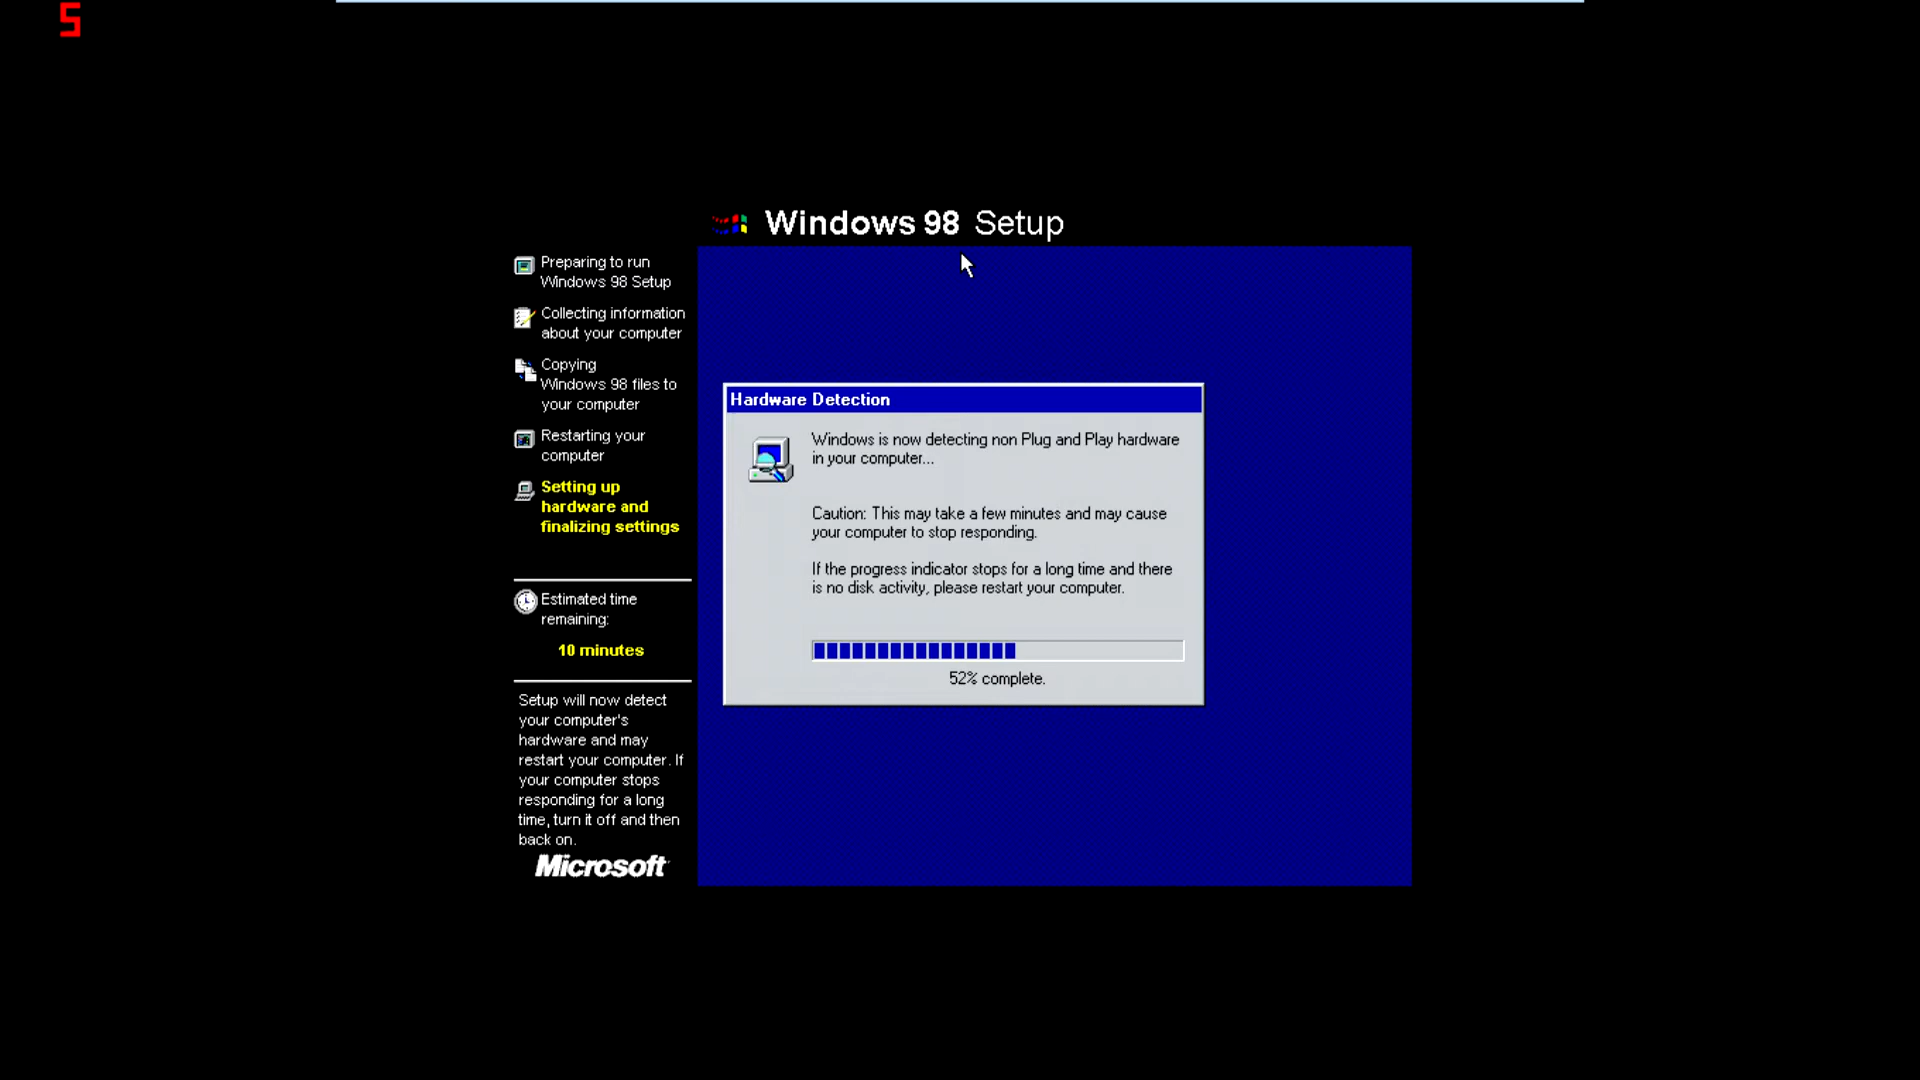 5
Windows 98 Setup
Preparing to run
Windows 98 Setup
Collecting information
about your computer
Copying
Windows 98 files to
your computer
Restarting your
computer
Setting up
hardware and
finalizing settings
Estimated time
remaining:
10 minutes
Setup will now detect
your computer's
hardware and may
restart your computer. If
your computer stops
responding for a long
time, turn it off and then
back on.
Microsoft
Hardware Detection
Windows is now detecting non Plug and Play hardware
in your computer...
Caution: This may take a few minutes and may cause
your computer to stop responding.
If the progress indicator stops for a long time and there
is no disk activity, please restart your computer.
52% complete.